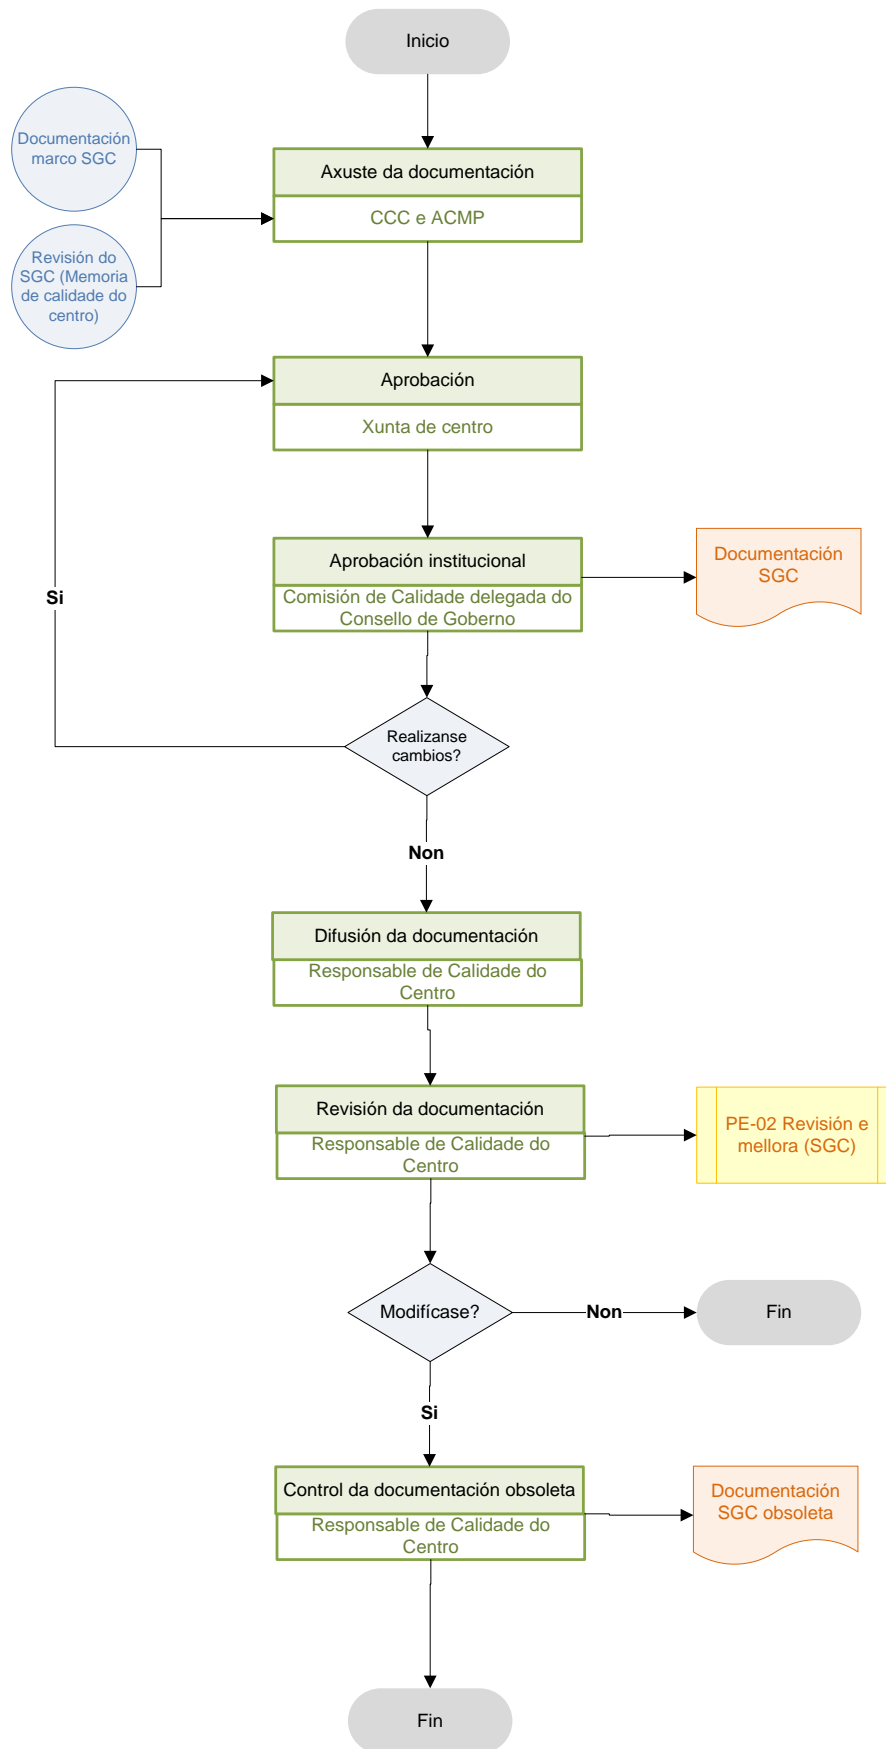 Inicio
Documentación
marco SGC
Axuste da documentación
CCC e ACMP
Revisión do
SGC (Memoria
de calidade do
centro)
Aprobación
Xunta de centro
Aprobación institucional
Comisión de Calidade delegada do
Consello de Goberno
Documentación
SGC
Si
Realizanse
cambios?
Non
Difusión da documentación
Responsable de Calidade do
Centro
Revisión da documentación
Responsable de Calidade do
Centro
PE-02 Revisión e
mellora (SGC)
Modifícase?
Non
Fin
Si
Control da documentación obsoleta
Responsable de Calidade do
Centro
Documentación
SGC obsoleta
Fin